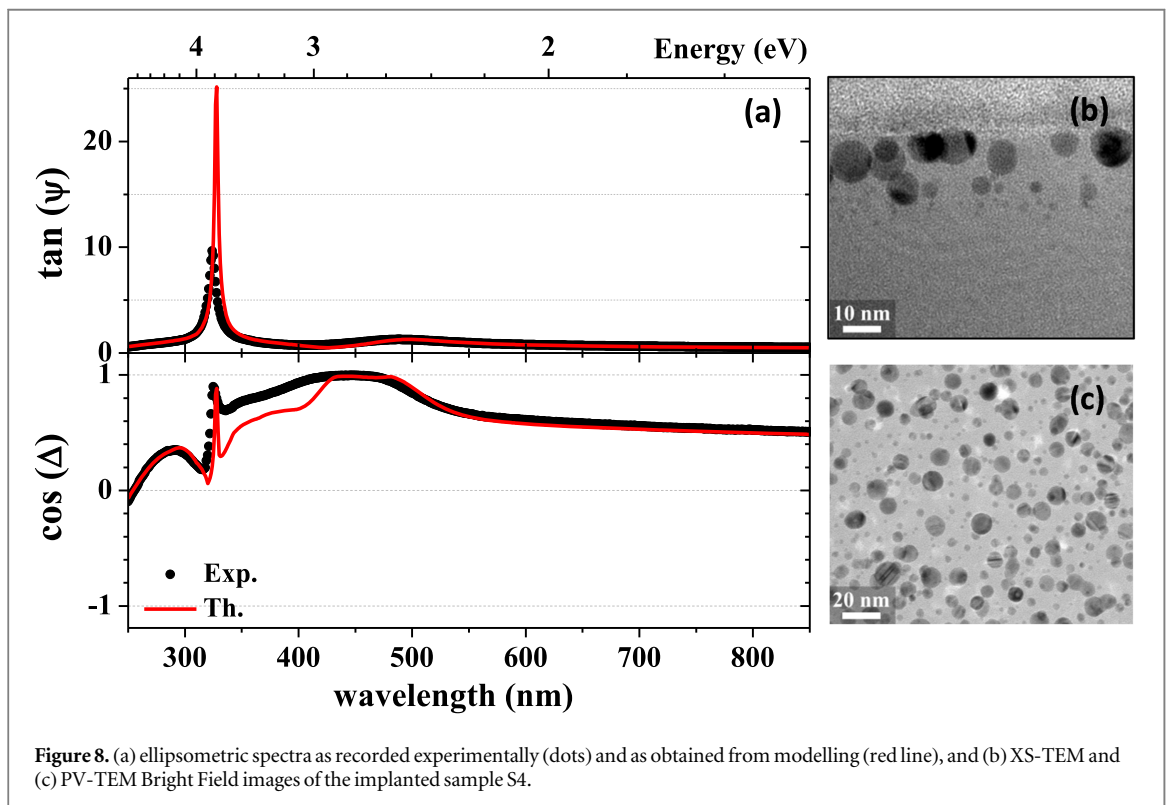 4 3 2 Energy (eV)
(a)
tan (ψ)
20
10
0
cos (Δ)
1
0
-1
Exp.
Th.
300 400 500 600 700 800
wavelength (nm)
(b)
10 nm
(c)
20 nm
Figure 8. (a) ellipsometric spectra as recorded experimentally (dots) and as obtained from modelling (red line), and (b) XS-TEM and
(c) PV-TEM Bright Field images of the implanted sample S4.